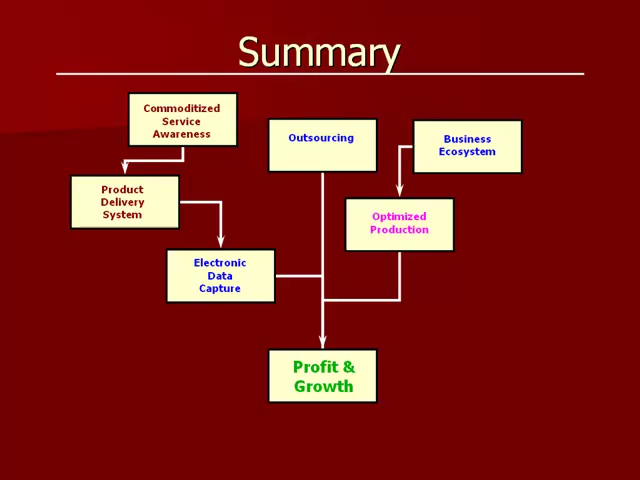 Summary
Commoditized
Service
Awareness
Outsourcing
Business
Ecosystem
Product
Delivery
System
Optimized
Production
Electronic
Data
Capture
Profit &
Growth